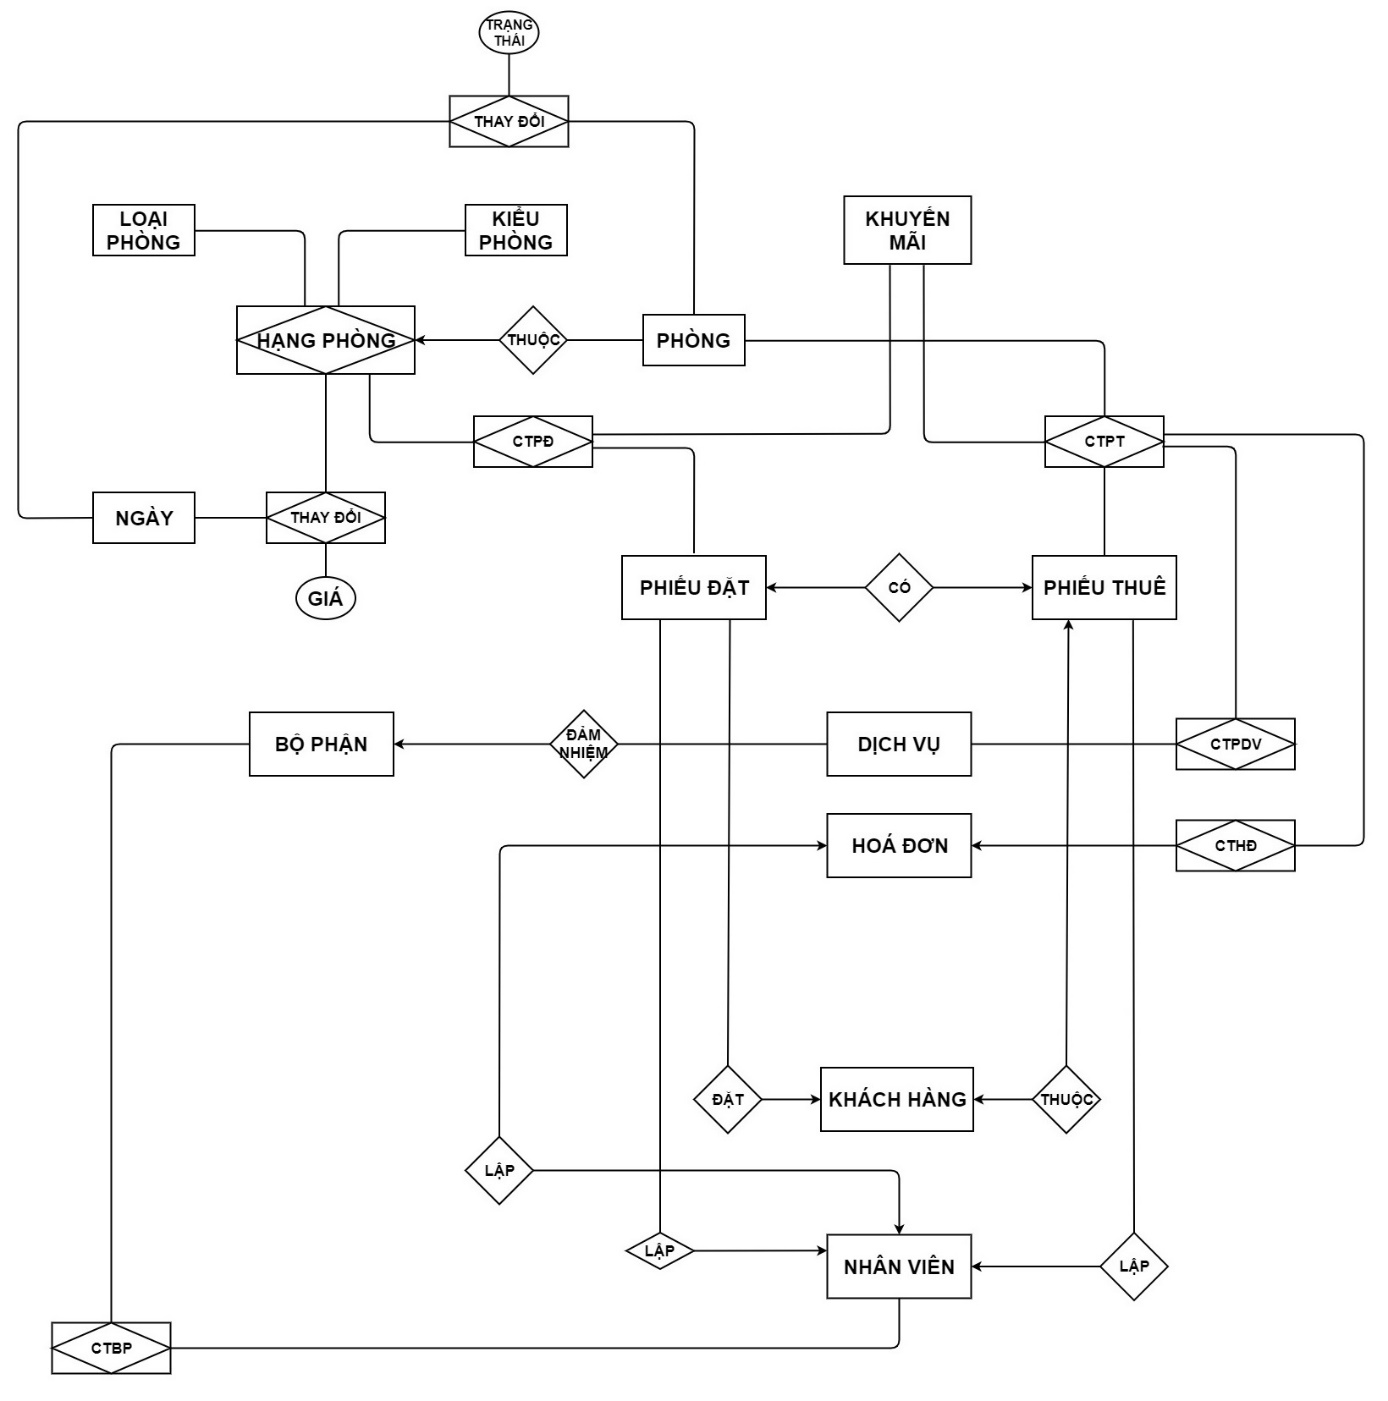 TRẠNG
THÁI
THAY ĐỔI
LOẠI
PHÒNG
KIỂU
PHÒNG
KHUYẾN
MÃI
HẠNG PHÒNG
THUỘC
PHÒNG
CTPĐ
CTPT
NGÀY
THAY ĐỔI
GIÁ
PHIẾU ĐẶT
CÓ
PHIẾU THUÊ
BỘ PHẬN
ĐẢM
NHIỆM
DỊCH VỤ
CTPDV
HOÁ ĐƠN
CTHĐ
ĐẶT
KHÁCH HÀNG
THUỘC
LẬP
LẬP
NHÂN VIÊN
LẬP
CTBP